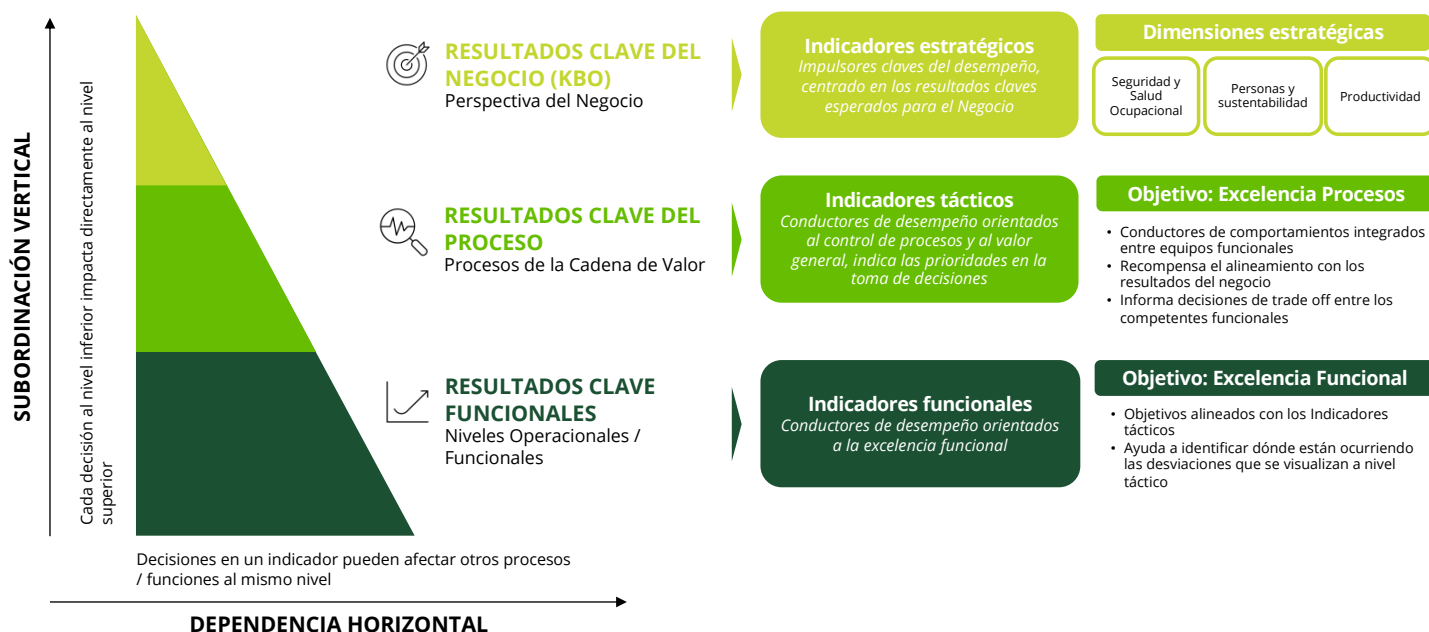 SUBORDINACIÓN VERTICAL
Cada decisión al nivel inferior impacta directamente al nivel
superior
RESULTADOS CLAVE DEL
NEGOCIO (KBO)
Perspectiva del Negocio
Indicadores estratégicos
Impulsores claves del desempeño,
centrado en los resultados claves
esperados para el Negocio
Dimensiones estratégicas
Seguridad y
Salud
Ocupacional
Personas y
sustentabilidad
Productividad
RESULTADOS CLAVE DEL
PROCESO
Procesos de la Cadena de Valor
Indicadores tácticos
Conductores de desempeño orientados
al control de procesos y al valor
general, indica las prioridades en la
toma de decisiones
Objetivo: Excelencia Procesos
• Conductores de comportamientos integrados
entre equipos funcionales
• Recompensa el alineamiento con los
resultados del negocio
• Informa decisiones de trade off entre los
competentes funcionales
RESULTADOS CLAVE
FUNCIONALES
Niveles Operacionales /
Funcionales
Indicadores funcionales
Conductores de desempeño orientados
a la excelencia funcional
Objetivo: Excelencia Funcional
• Objetivos alineados con los Indicadores
tácticos
• Ayuda a identificar dónde están ocurriendo
las desviaciones que se visualizan a nivel
táctico
Decisiones en un indicador pueden afectar otros procesos
/ funciones al mismo nivel
DEPENDENCIA HORIZONTAL